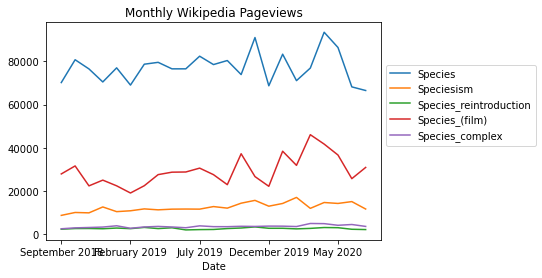 Monthly Wikipedia Pageviews
80000
60000
40000
20000
0
September 2018 February 2019 July 2019 December 2019 May 2020
Date
Species
Speciesism
Species_reintroduction
Species_(film)
Species_complex